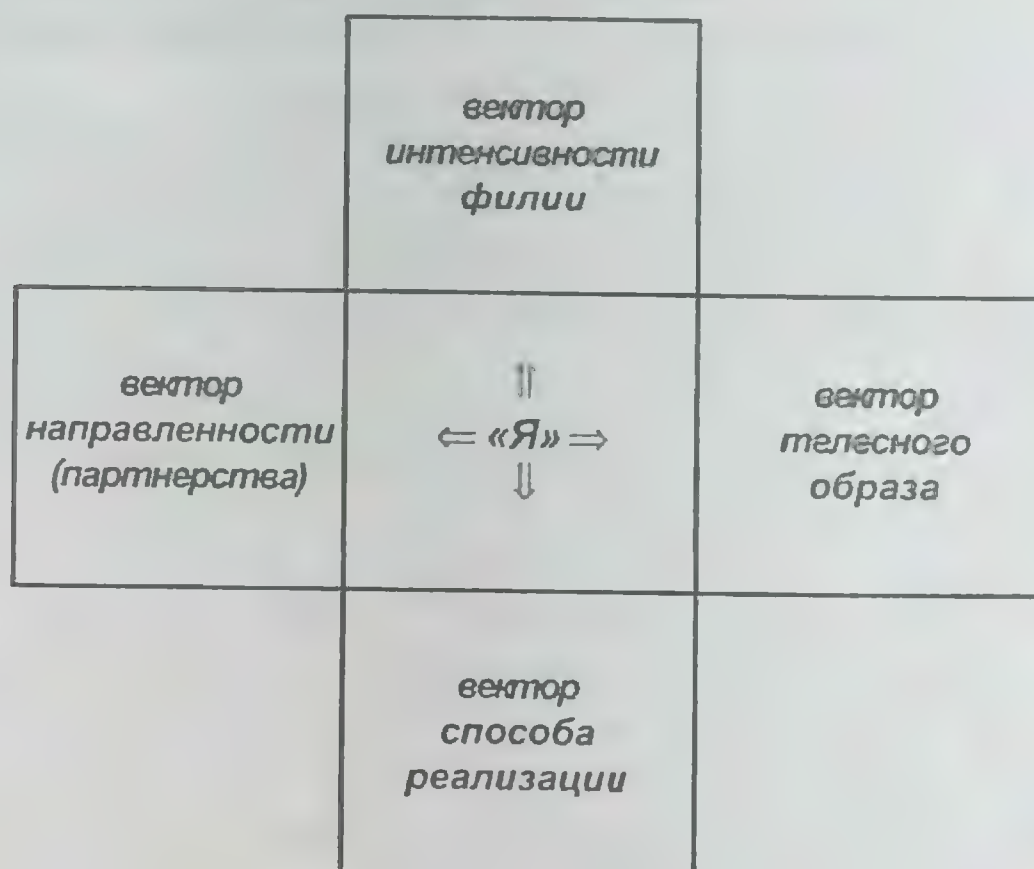 вектор
интенсивности
филии
вектор
направленности
(партнерства)
⇑
⇐ «Я» ⇒
⇓
вектор
телесного
образа
вектор
способа
реализации